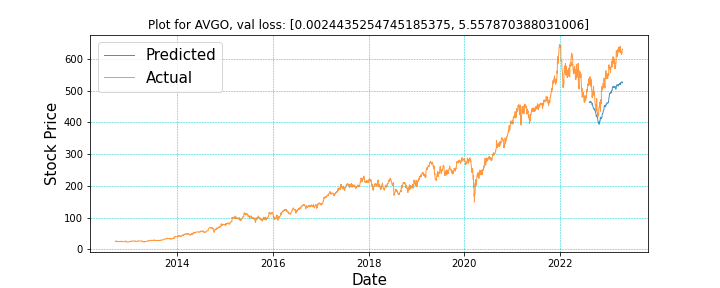 Plot for AVGO, val loss: [0.0024435254745185375, 5.557870388031006]
Predicted
Actual
Stock Price
600
500
400
300
200
100
0
2014 2016 2018 2020 2022
Date